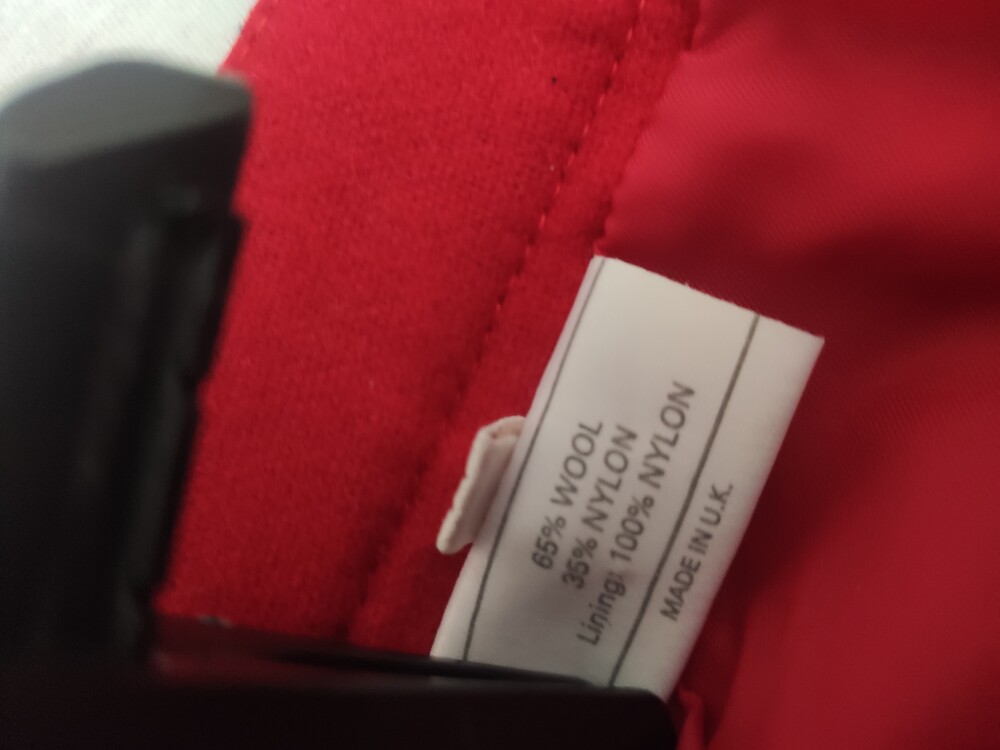 65% WOOL
35% NYLON
Lining: 100% NYLON
MADE IN U.K.